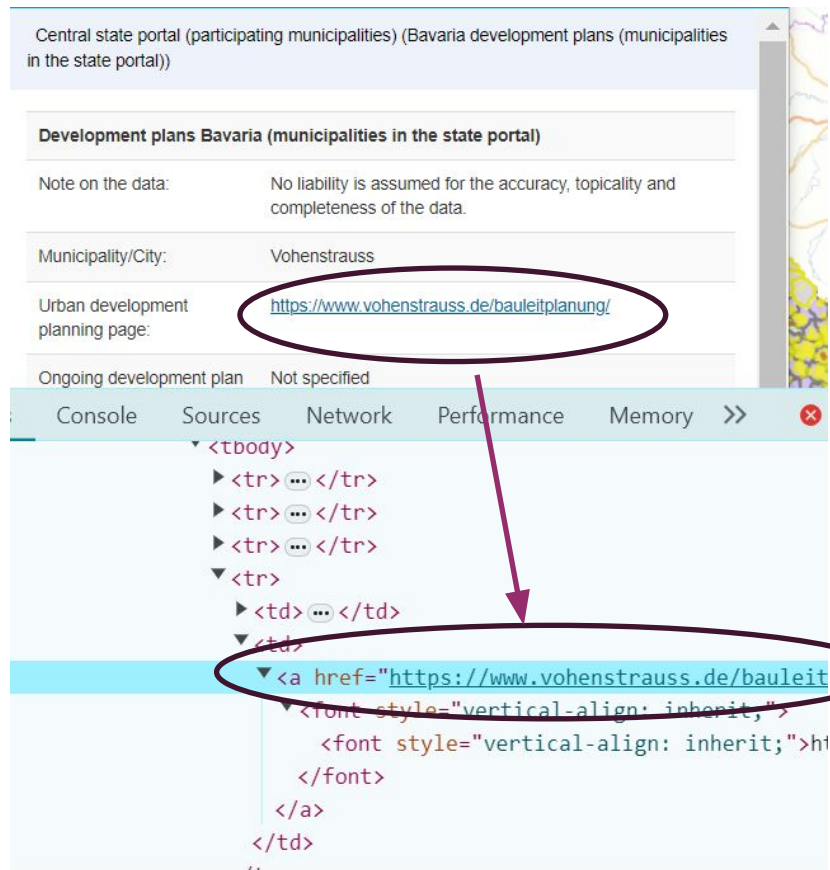 Central state portal (participating municipalities) (Bavaria development plans (municipalities
in the state portal))
Development plans Bavaria (municipalities in the state portal)
Note on the data: No liability is assumed for the accuracy, topicality and
completeness of the data.
Municipality/City: Vohenstrauss
Urban development https://www.vohenstrauss.de/bauleitplanung/
planning page:
Ongoing development plan Not specified
Console Sources Network Performance Memory >>
▼<tbody>
▶<tr>…</tr>
▶<tr>…</tr>
▶<tr>…</tr>
▼<tr>
▶<td>…</td>
▼<td>
▼<a href="https://www.vohenstrauss.de/bauleit
▼<font style="vertical-align: inherit;">
<font style="vertical-align: inherit;">ht
</font>
</a>
</td>